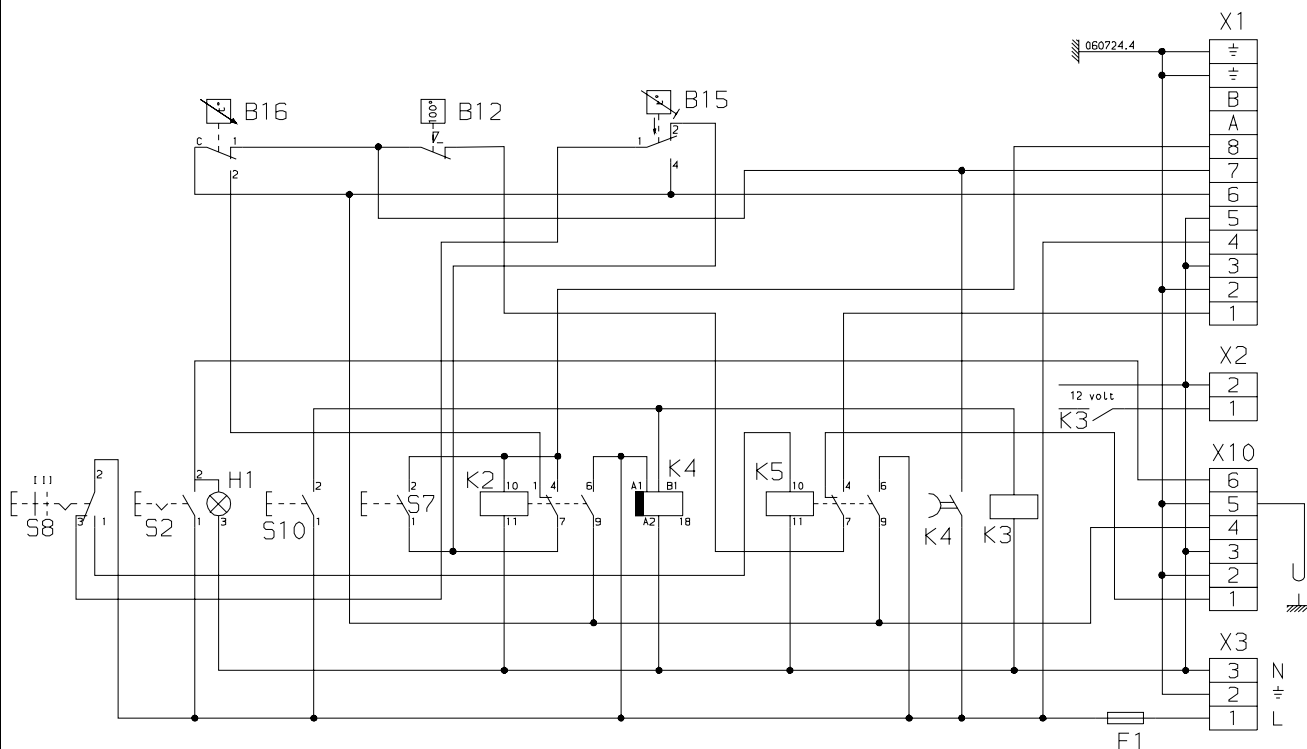 X1
060724.4
B
A
8
7
6
5
4
3
2
1
B16
°C
C 1
2
B12
100°
B15
°C
1 2
4
X2
2
1
12 volt
K3
X10
6
5
4
3
2
1
X3
3 N
2
1 L
F1
S8
I II
2
3 1
S2
2
1
H1
3
S10
2
1
S7
2
1
K2
10
11
1 4
7
6
9
K4
A1 B1
A2 18
K5
10
11
1 4
7
6
9
K4
K3